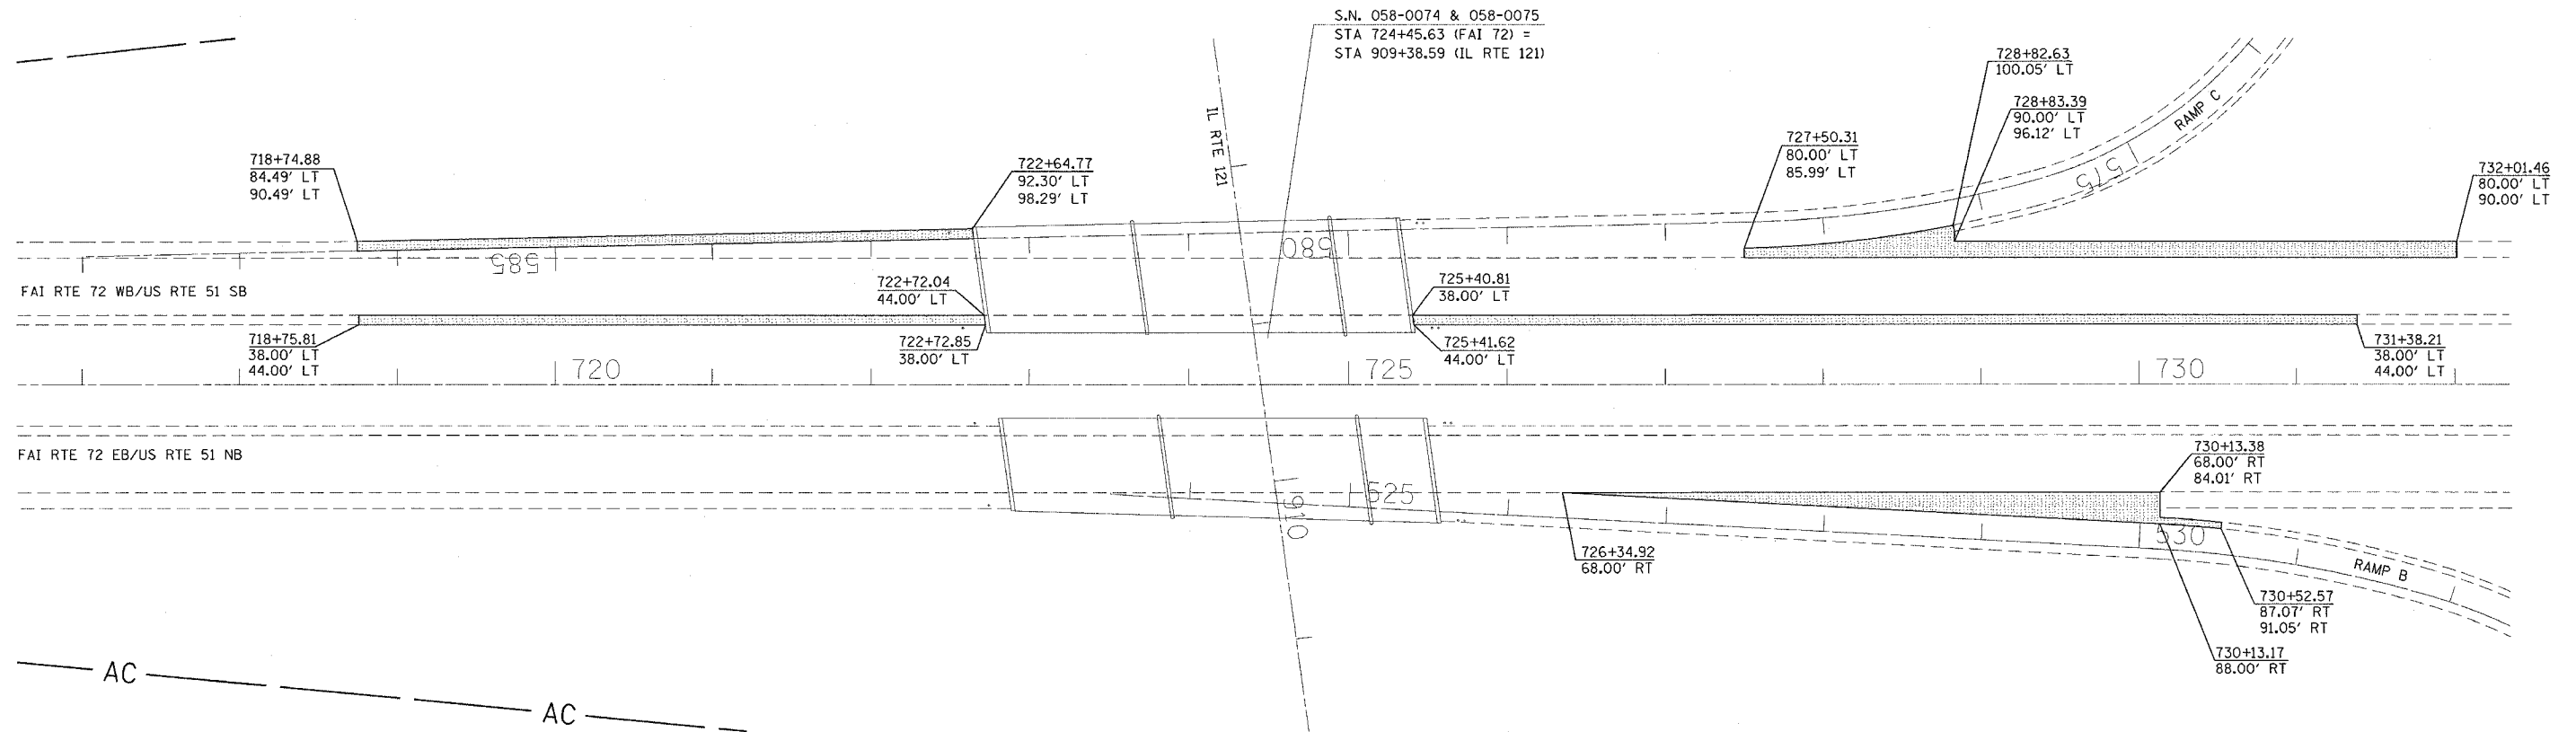 S.N. 058-0074 & 058-0075
STA 724+45.63 (FAI 72) =
STA 909+38.59 (IL RTE 121)
728+82.63
100.05' LT
728+83.39
90.00' LT
96.12' LT
RAMP C
727+50.31
80.00' LT
85.99' LT
575
732+01.46
80.00' LT
90.00' LT
718+74.88
84.49' LT
90.49' LT
722+64.77
92.30' LT
98.29' LT
IL RTE 121
585
580
FAI RTE 72 WB/US RTE 51 SB
722+72.04
44.00' LT
725+40.81
38.00' LT
718+75.81
38.00' LT
44.00' LT
722+72.85
38.00' LT
725+41.62
44.00' LT
731+38.21
38.00' LT
44.00' LT
720
725
730
FAI RTE 72 EB/US RTE 51 NB
730+13.38
68.00' RT
84.01' RT
525
910
530
726+34.92
68.00' RT
RAMP B
730+52.57
87.07' RT
91.05' RT
730+13.17
88.00' RT
AC
AC